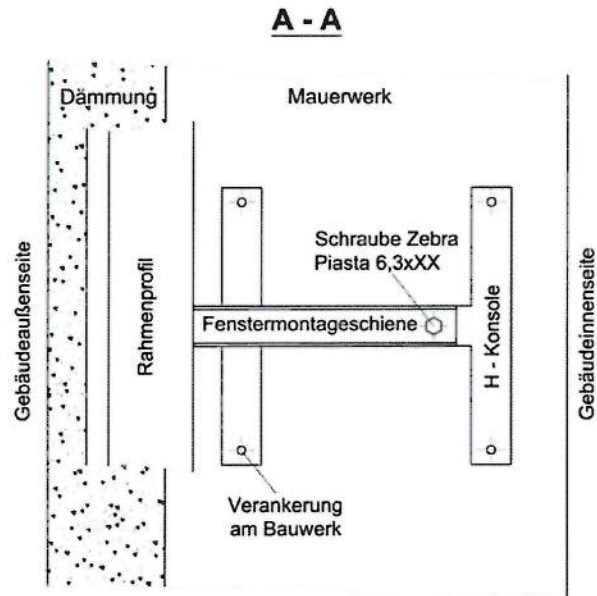 A - A
Dämmung
Mauerwerk
Gebäudeaußenseite
Rahmenprofil
Schraube Zebra
Piasta 6,3xXX
Fenstermontageschiene
H - Konsole
Gebäudeinnenseite
Verankerung
am Bauwerk